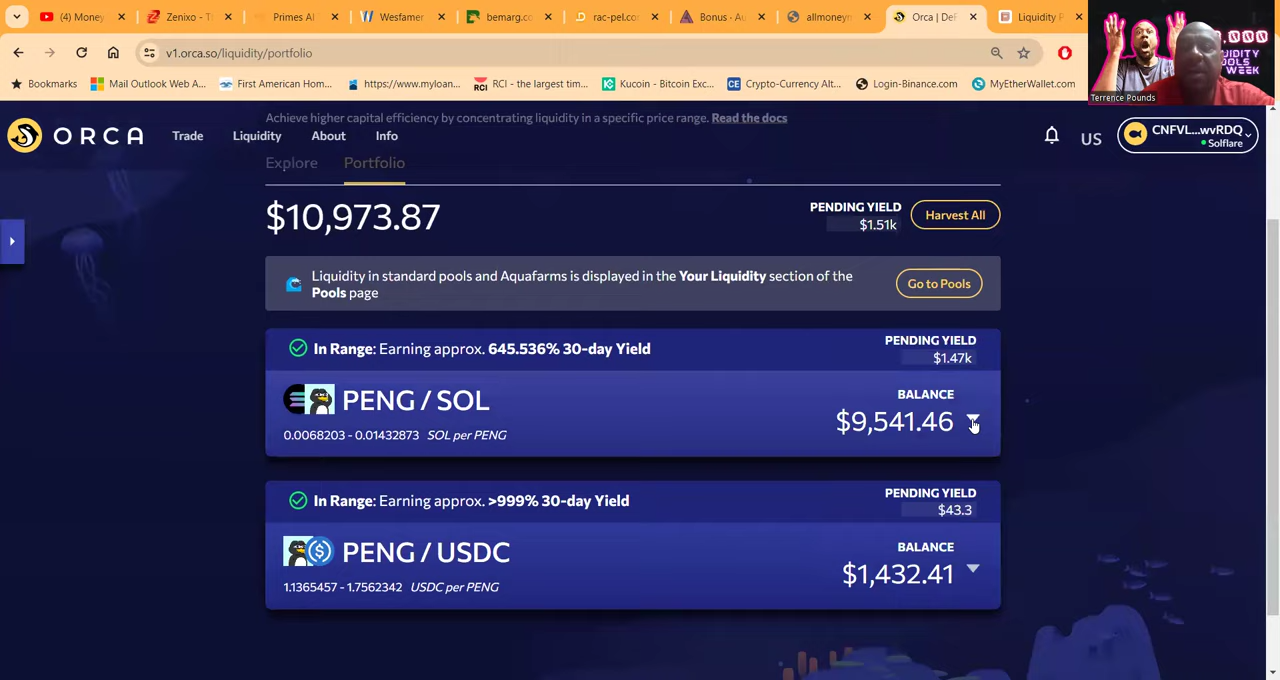 (4) Money
Zenixo - T
Primes AI
Wesfamer
bemarg.co
rac-pel.co
Bonus · Au
allmoneyn
Orca | DeF
Liquidity P
v1.orca.so/liquidity/portfolio
Bookmarks
Mail Outlook Web A...
First American Hom...
https://www.myloan...
RCI - the largest tim...
Kucoin - Bitcoin Exc...
Crypto-Currency Alt...
Login-Binance.com
MyEtherWallet.com
Terrence Pounds
ORCA
Trade
Liquidity
About
Info
US
CNFVL...wvRDQ
Solflare
Achieve higher capital efficiency by concentrating liquidity in a specific price range. Read the docs
Explore
Portfolio
$10,973.87
PENDING YIELD
$1.51k
Harvest All
Liquidity in standard pools and Aquafarms is displayed in the Your Liquidity section of the
Pools page
Go to Pools
In Range: Earning approx. 645.536% 30-day Yield
PENDING YIELD
$1.47k
PENG / SOL
0.0068203 - 0.01432873 SOL per PENG
BALANCE
$9,541.46
In Range: Earning approx. >999% 30-day Yield
PENDING YIELD
$43.3
PENG / USDC
1.1365457 - 1.7562342 USDC per PENG
BALANCE
$1,432.41